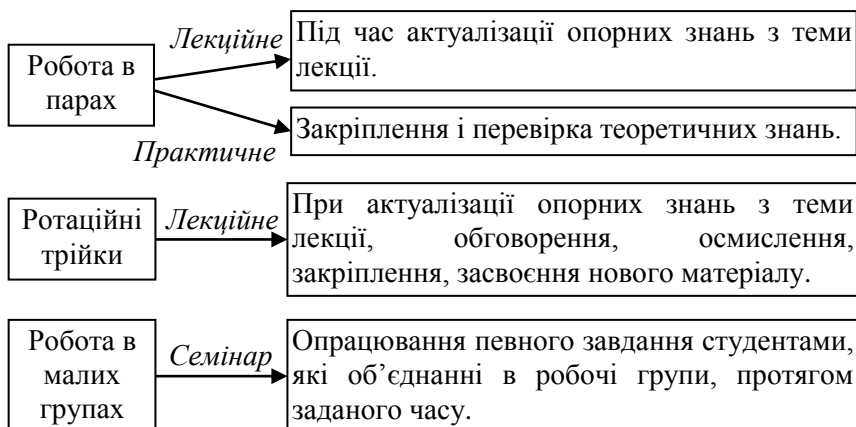 Робота в
парах
Лекційне
Під час актуалізації опорних знань з теми
лекції.
Практичне
Закріплення і перевірка теоретичних знань.
Ротаційні
трійки
Лекційне
При актуалізації опорних знань з теми
лекції, обговорення, осмислення,
закріплення, засвоєння нового матеріалу.
Робота в
малих
групах
Семінар
Опрацювання певного завдання студентами,
які об’єднанні в робочі групи, протягом
заданого часу.